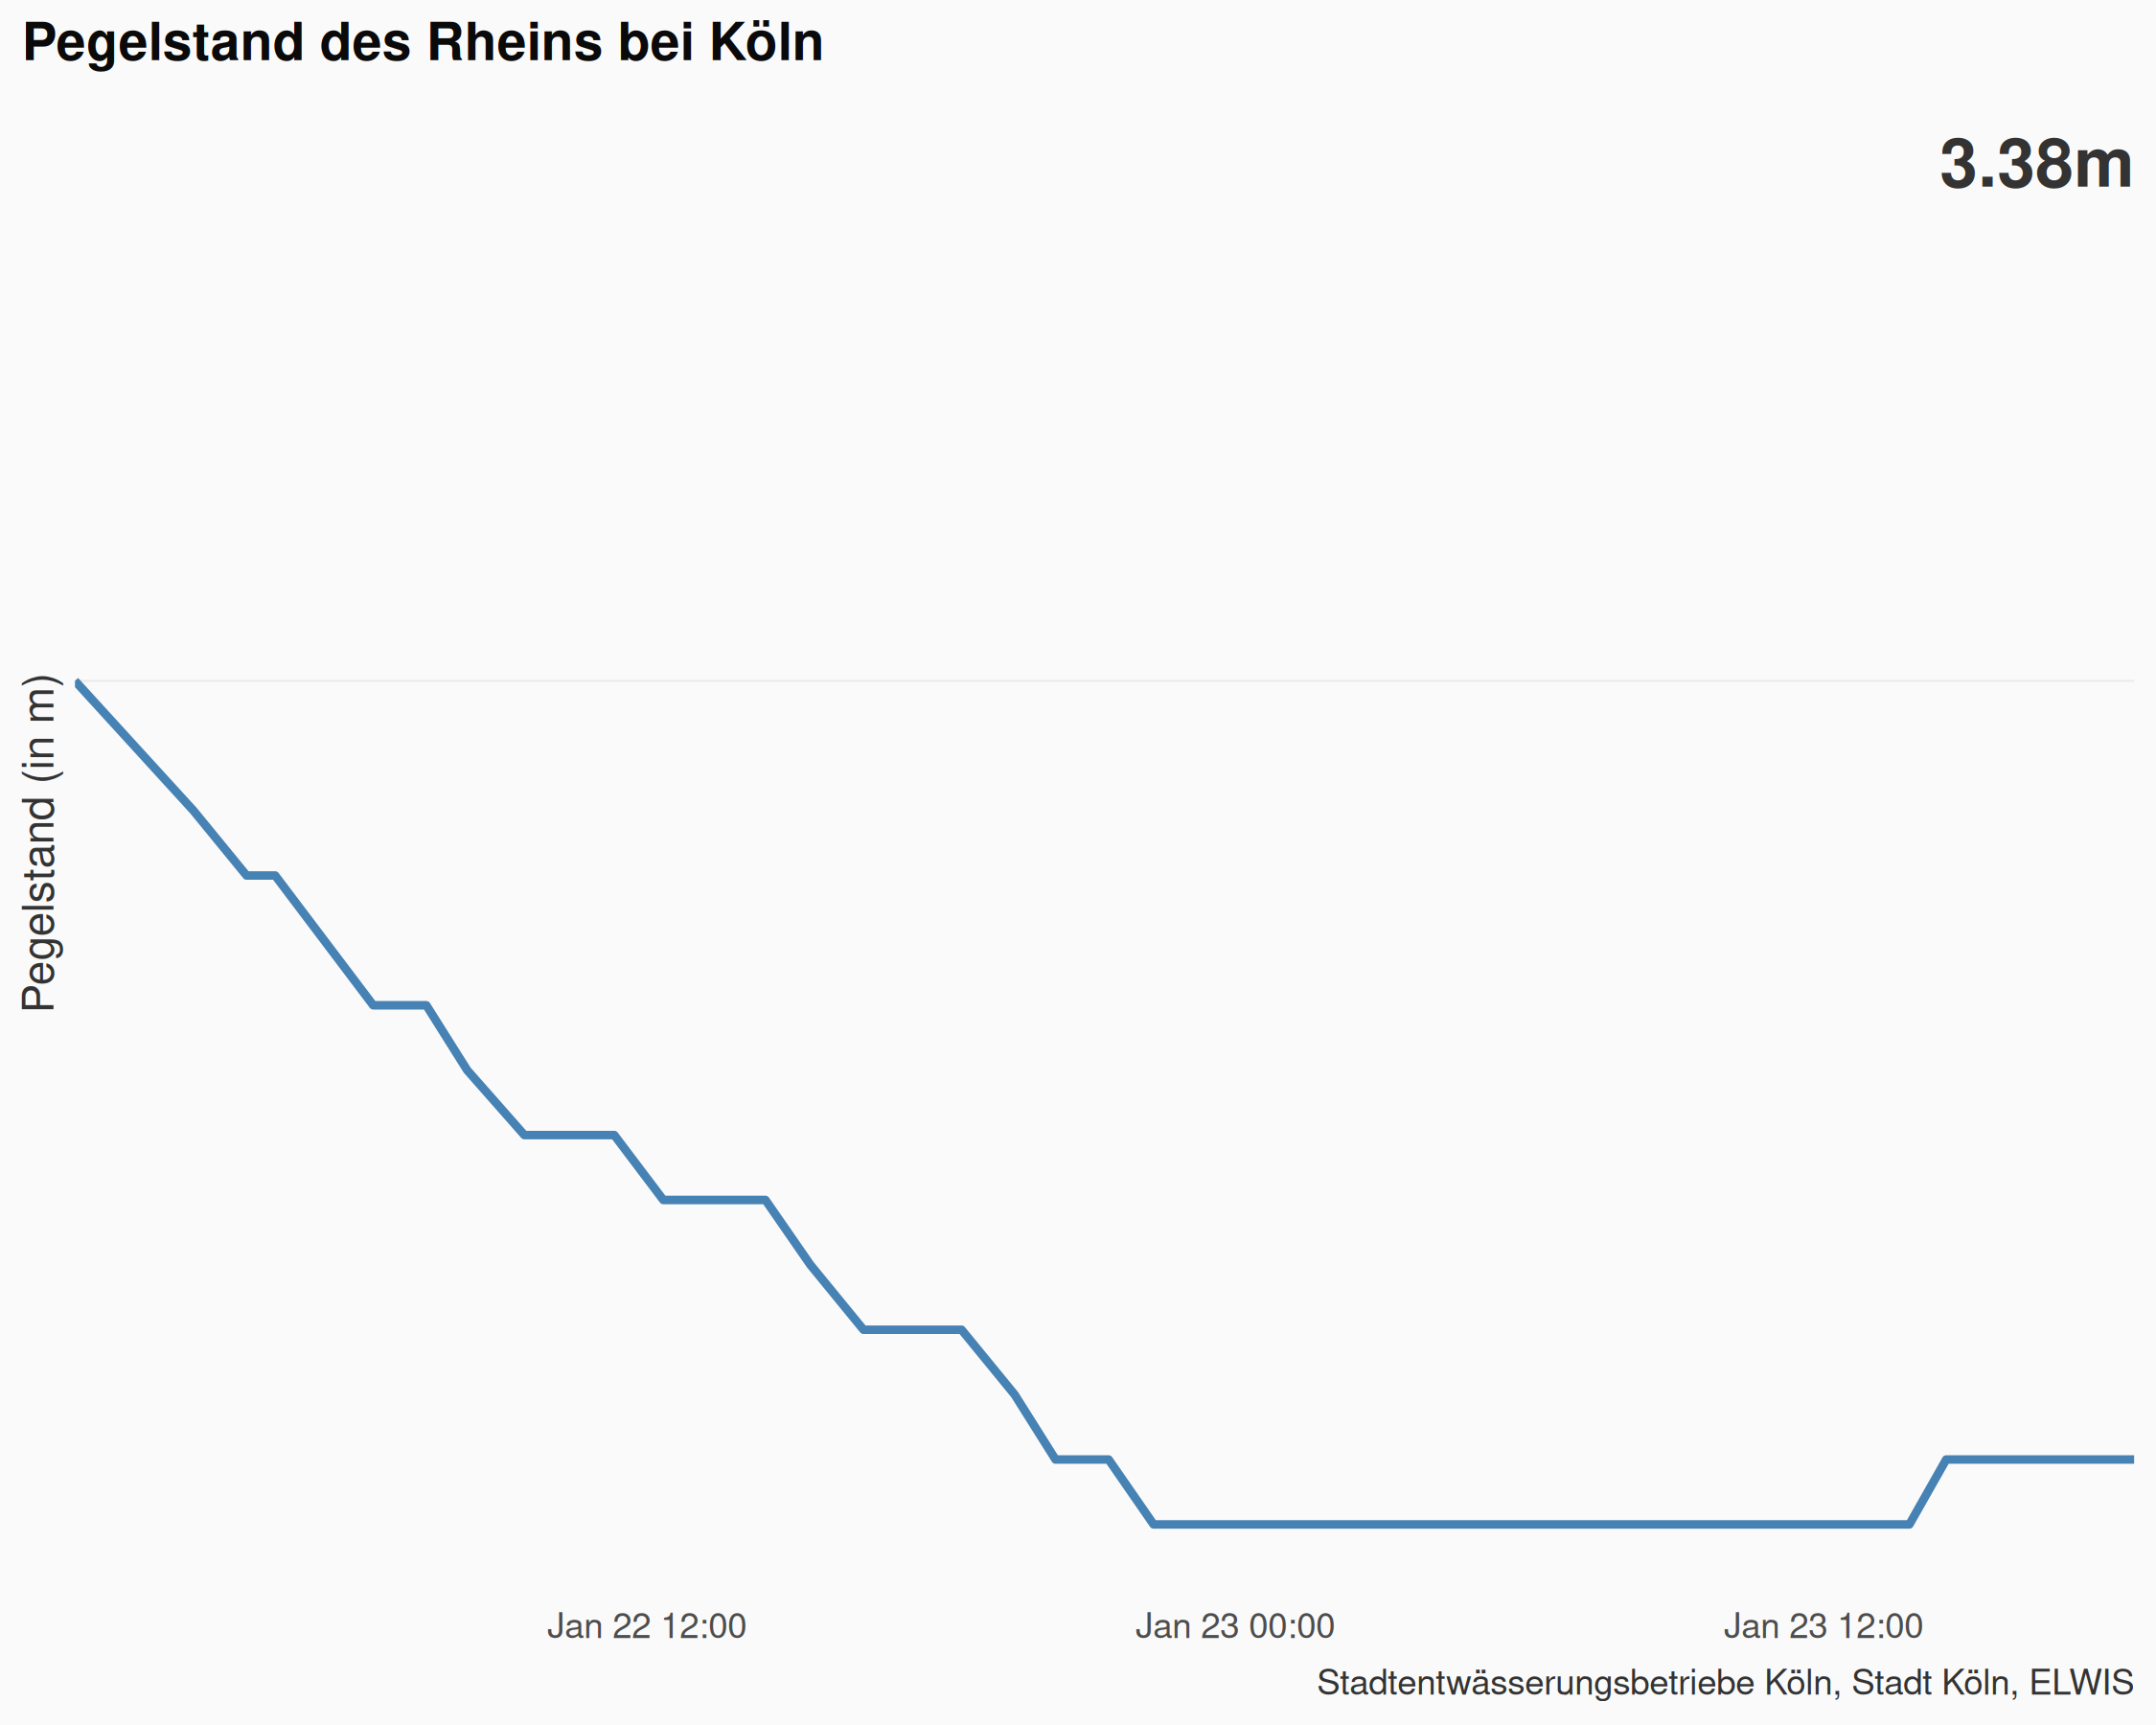 Pegelstand des Rheins bei Köln
3.38m
Pegelstand (in m)
Jan 22 12:00
Jan 23 00:00
Jan 23 12:00
Stadtentwässerungsbetriebe Köln, Stadt Köln, ELWIS